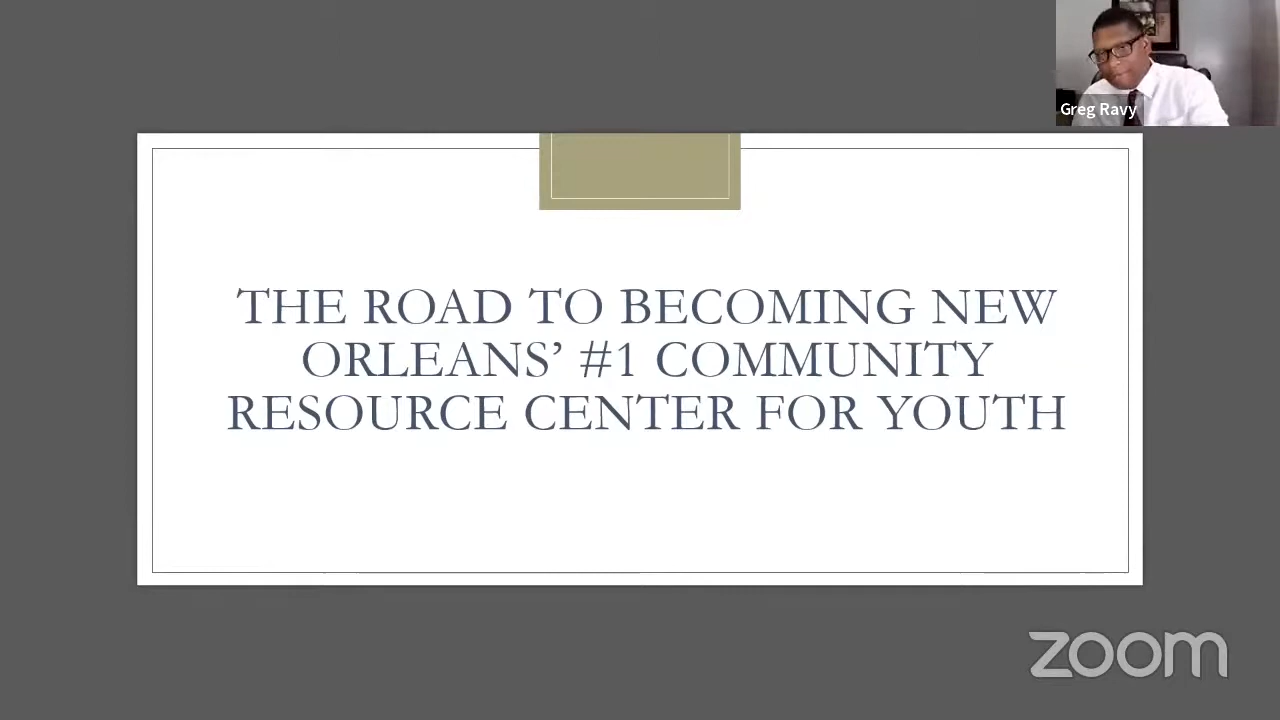 Greg Ravy
THE ROAD TO BECOMING NEW
ORLEANS’ #1 COMMUNITY
RESOURCE CENTER FOR YOUTH
zoom